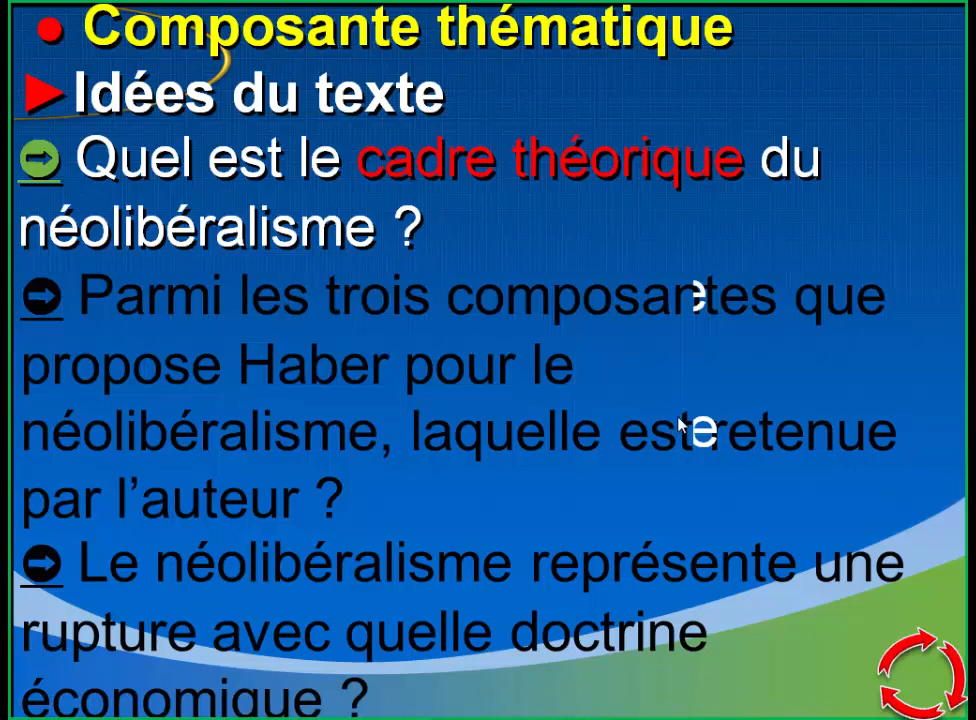 Composante thématique
Idées du texte
Quel est le cadre théorique du
néolibéralisme ?
Parmi les trois composantes que
propose Haber pour le
néolibéralisme, laquelle est retenue
par l’auteur ?
Le néolibéralisme représente une
rupture avec quelle doctrine
économique ?